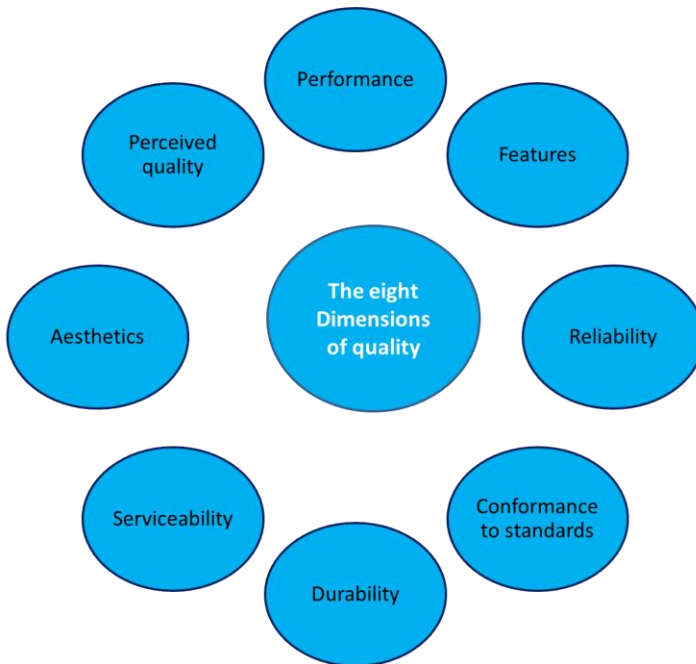 Performance
Perceived
quality
Features
The eight
Dimensions
of quality
Aesthetics
Reliability
Serviceability
Conformance
to standards
Durability